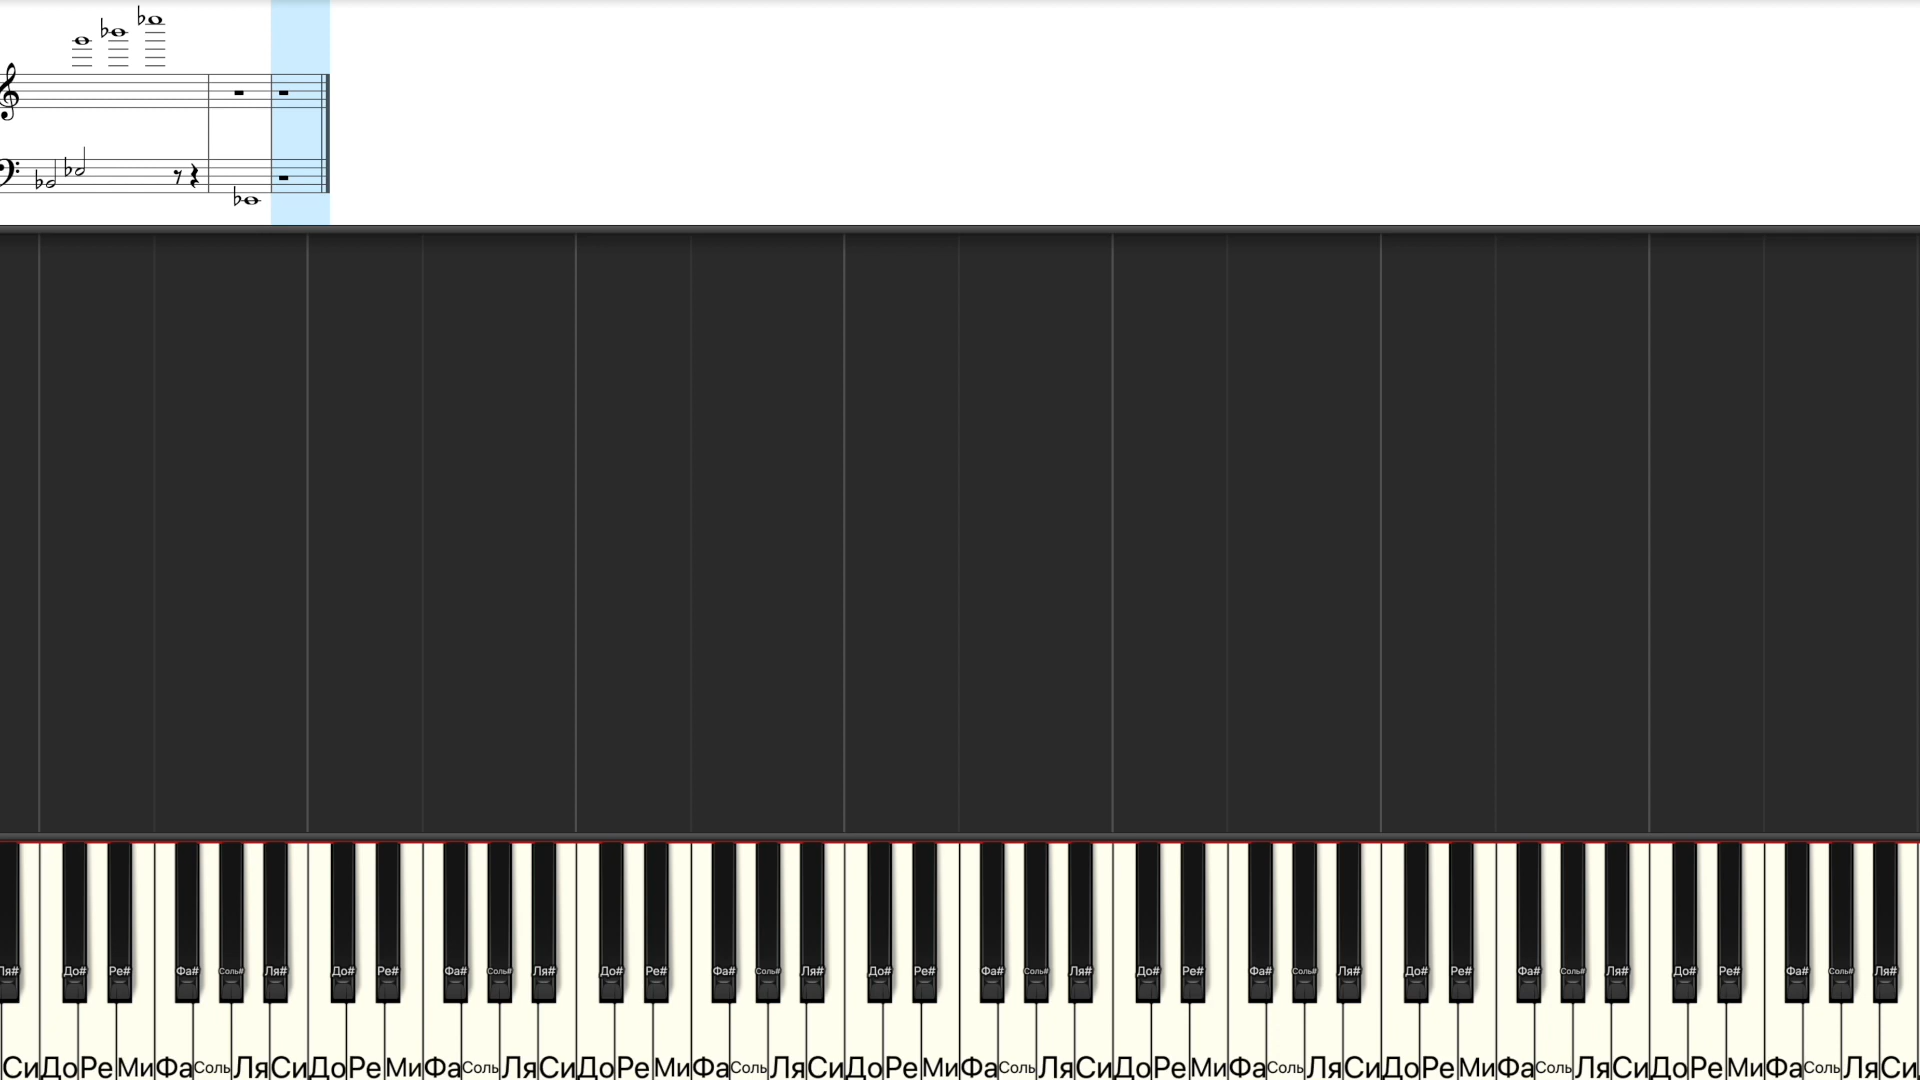 Ля# До# Ре# Фа# Соль# Ля# До# Ре# Фа# Соль# Ля# До# Ре# Фа# Соль# Ля# До# Ре# Фа# Соль# Ля# До# Ре# Фа# Соль# Ля# До# Ре# Фа# Соль# Ля# До# Ре# Фа# Соль# Ля#
Си До Ре Ми Фа Соль Ля Си До Ре Ми Фа Соль Ля Си До Ре Ми Фа Соль Ля Си До Ре Ми Фа Соль Ля Си До Ре Ми Фа Соль Ля Си До Ре Ми Фа Соль Ля Си До Ре Ми Фа Соль Ля Си